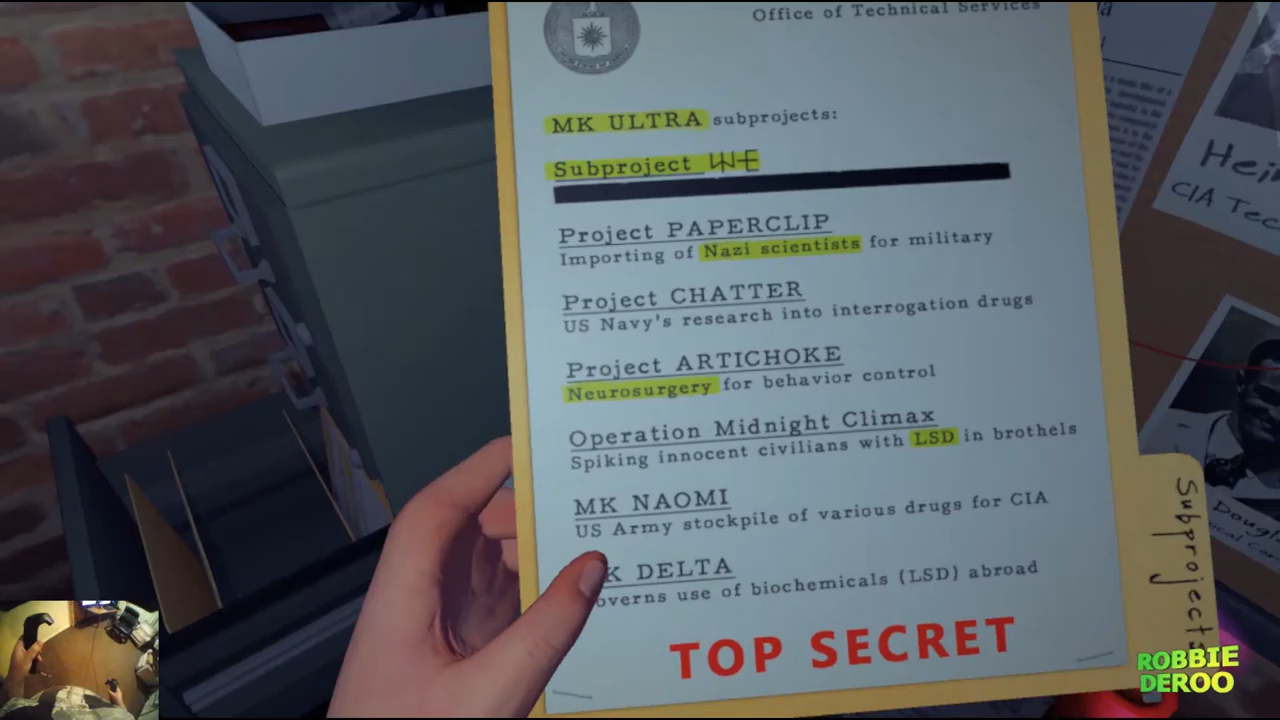 Office of Technical Services
MK ULTRA subprojects:
Subproject
Project PAPERCLIP
Importing of Nazi scientists for military
Project CHATTER
US Navy's research into interrogation drugs
Project ARTICHOKE
Neurosurgery for behavior control
Operation Midnight Climax
Spiking innocent civilians with LSD in brothels
MK NAOMI
US Army stockpile of various drugs for CIA
K DELTA
overns use of biochemicals (LSD) abroad
TOP SECRET
Subprojects
CIA
ROBBIE
DEROO